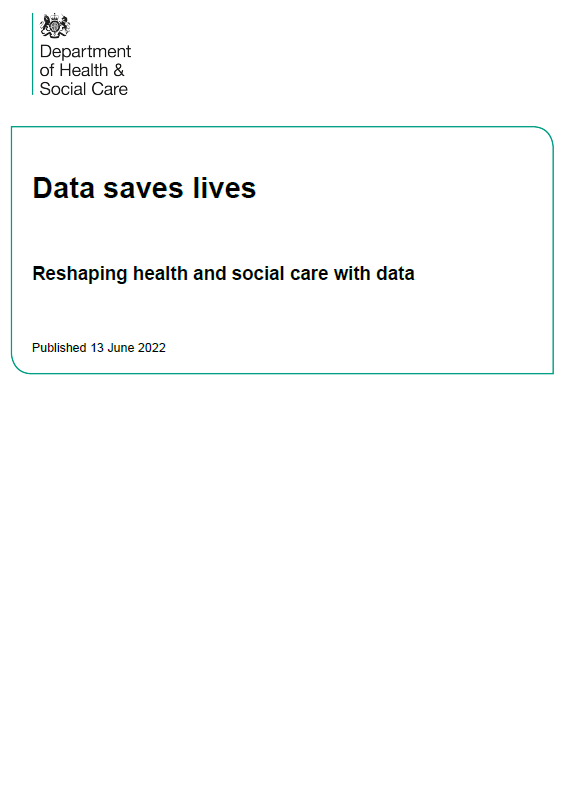 Department
of Health &
Social Care
Data saves lives
Reshaping health and social care with data
Published 13 June 2022